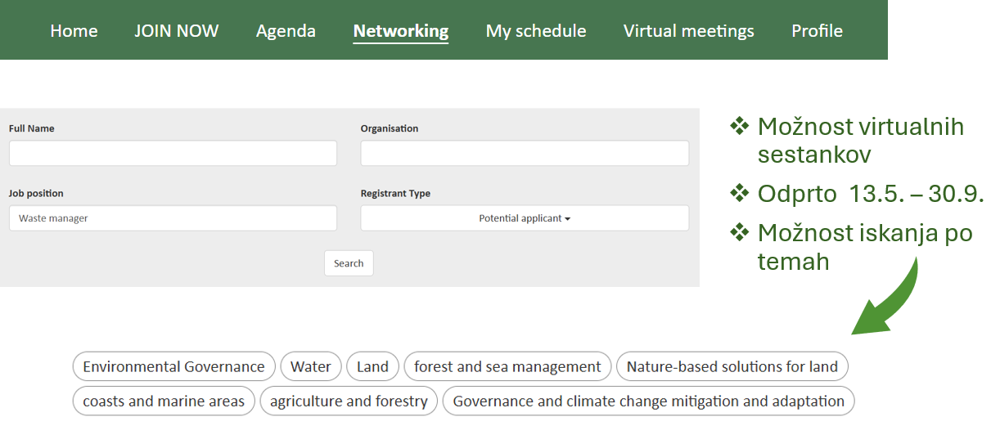 Home JOIN NOW Agenda Networking My schedule Virtual meetings Profile
Full Name
Organisation
Job position
Waste manager
Registrant Type
Potential applicant
Search
❖ Možnost virtualnih
sestankov
❖ Odprto 13.5. – 30.9.
❖ Možnost iskanja po
temah
Environmental Governance Water Land forest and sea management Nature-based solutions for land
coasts and marine areas agriculture and forestry Governance and climate change mitigation and adaptation